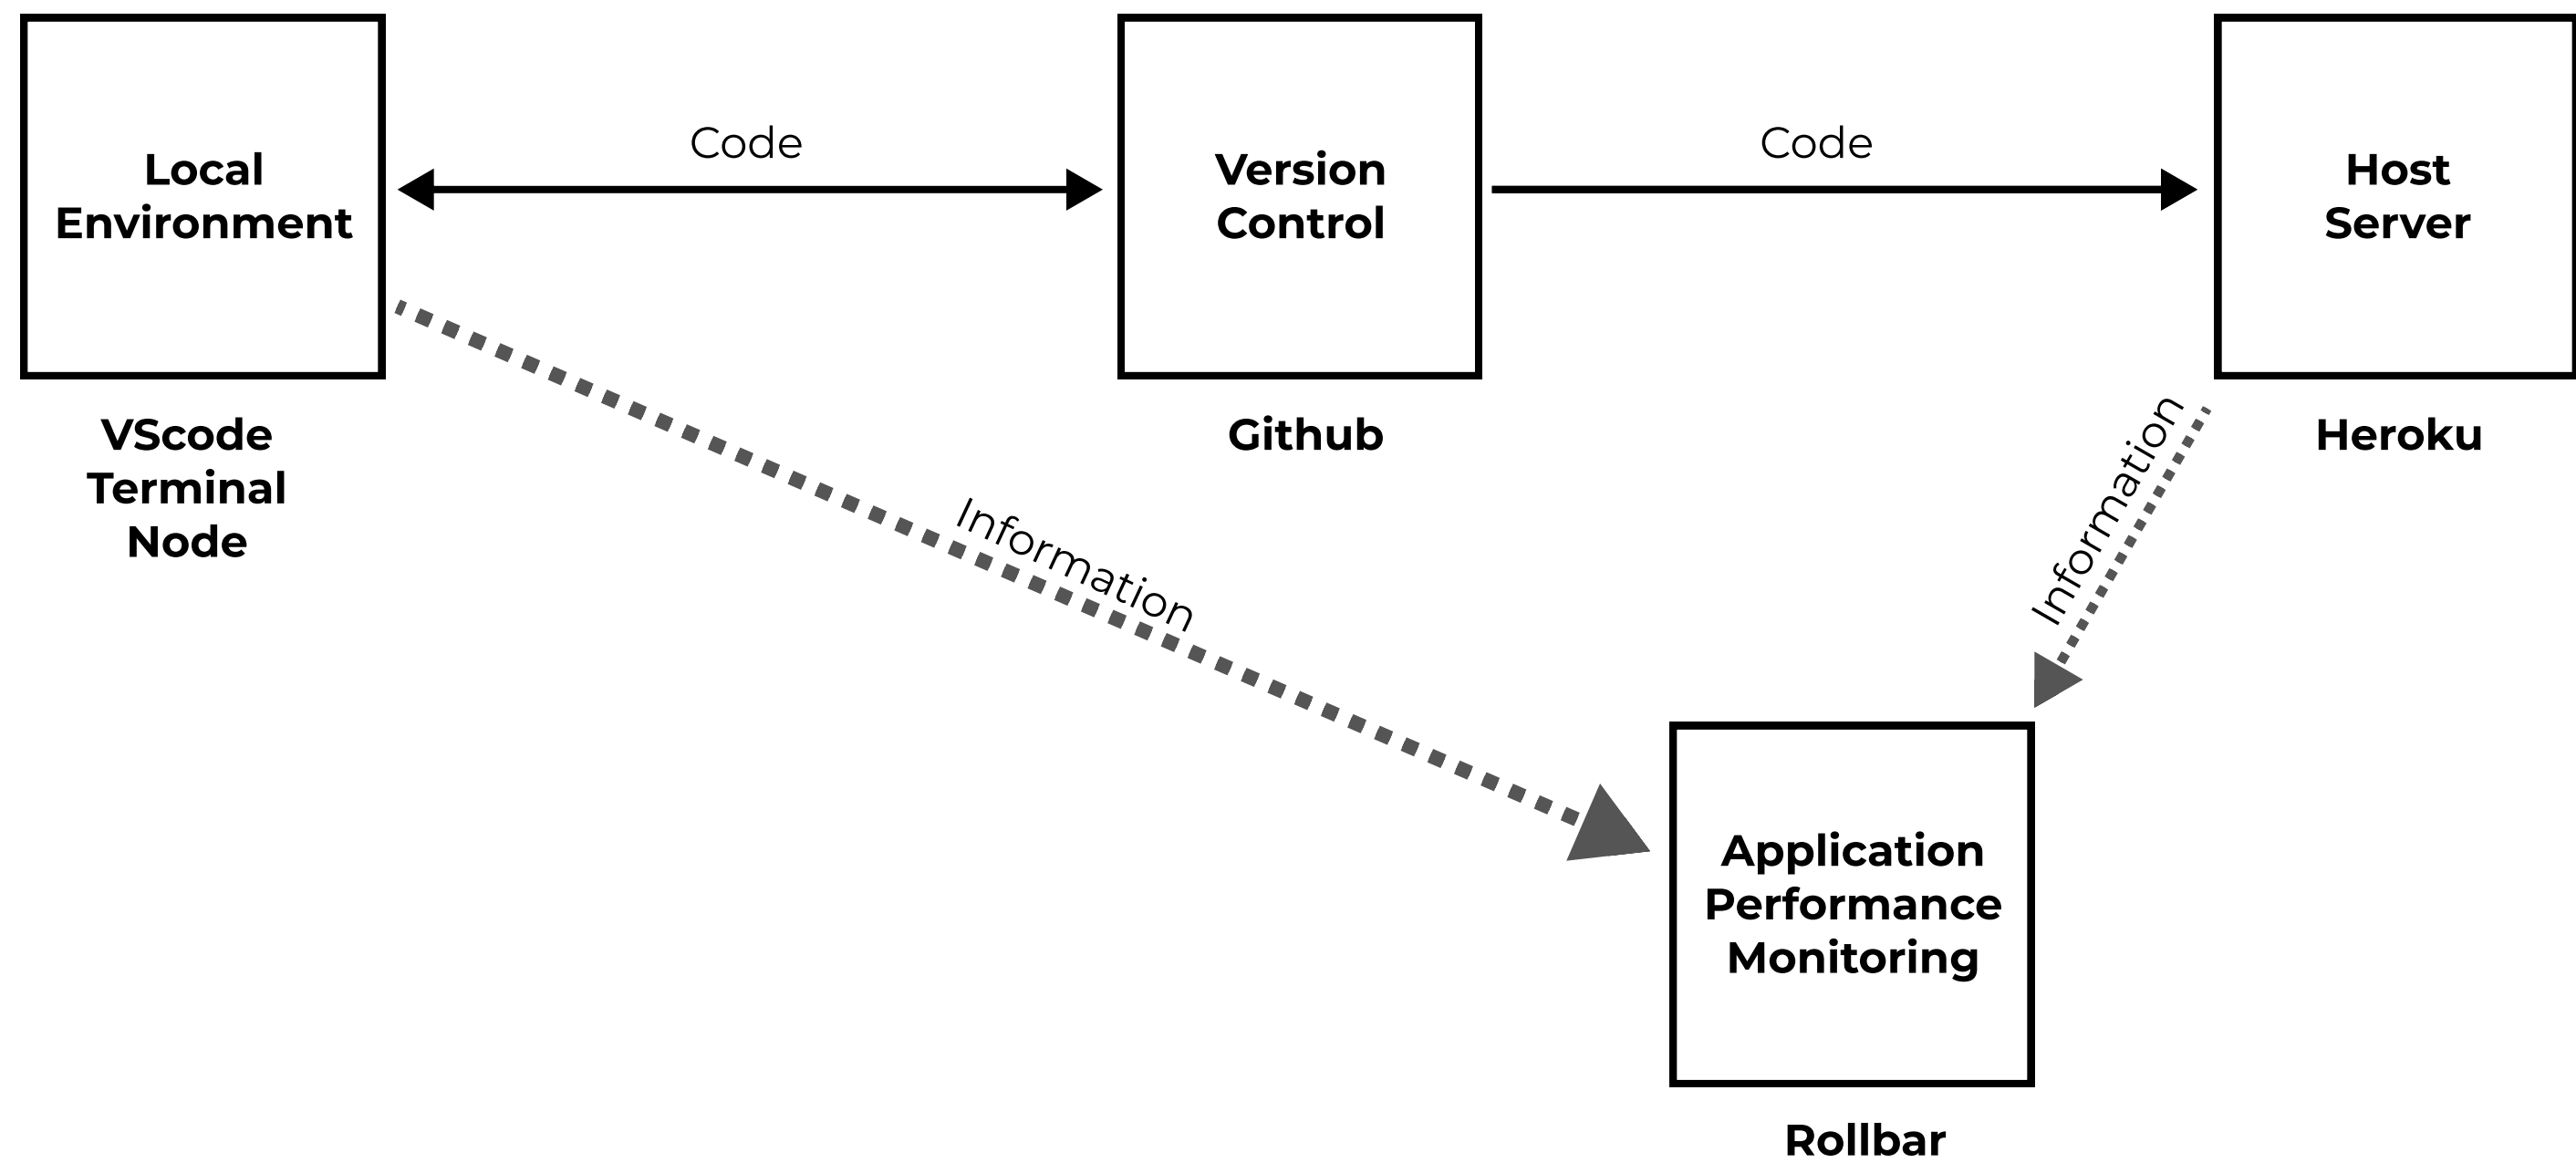 Local
Environment
Code
Version
Control
Code
Host
Server
VScode
Terminal
Node
Github
Heroku
Information
Information
Application
Performance
Monitoring
Rollbar